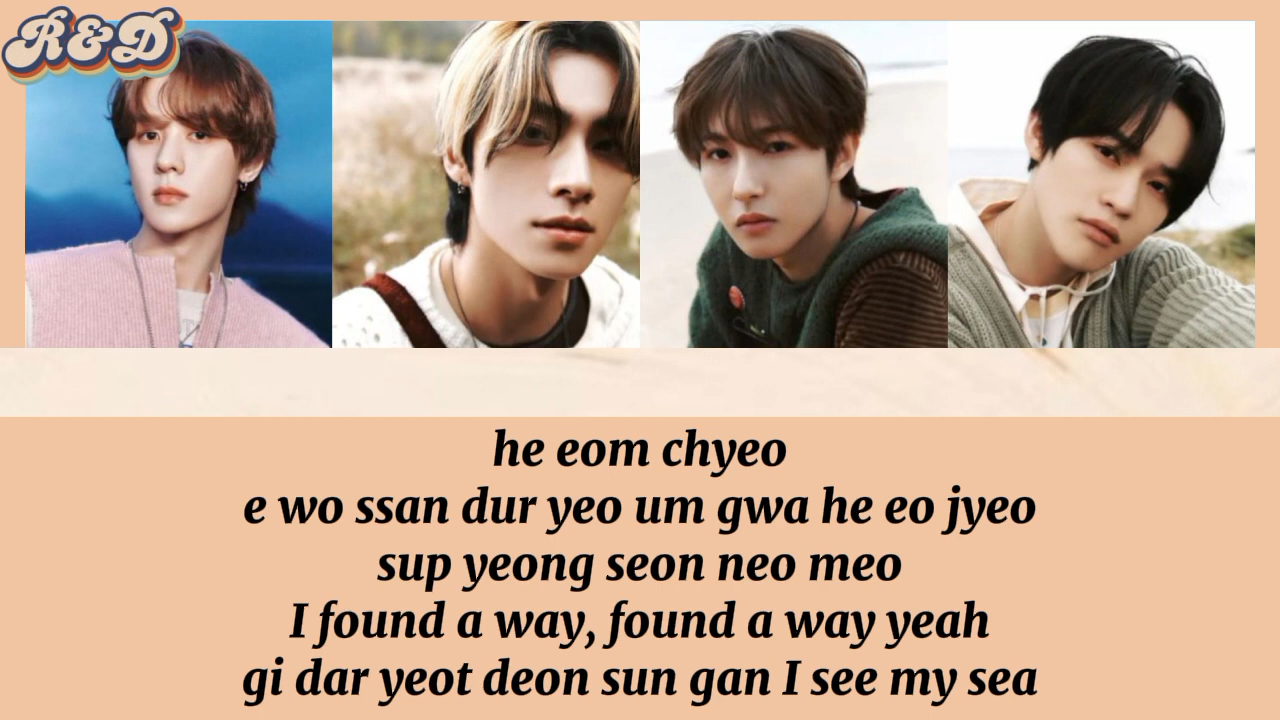 R&D
he eom chyeo
e wo ssan dur yeo um gwa he eo jyeo
sup yeong seon neo meo
I found a way, found a way yeah
gi dar yeot deon sun gan I see my sea